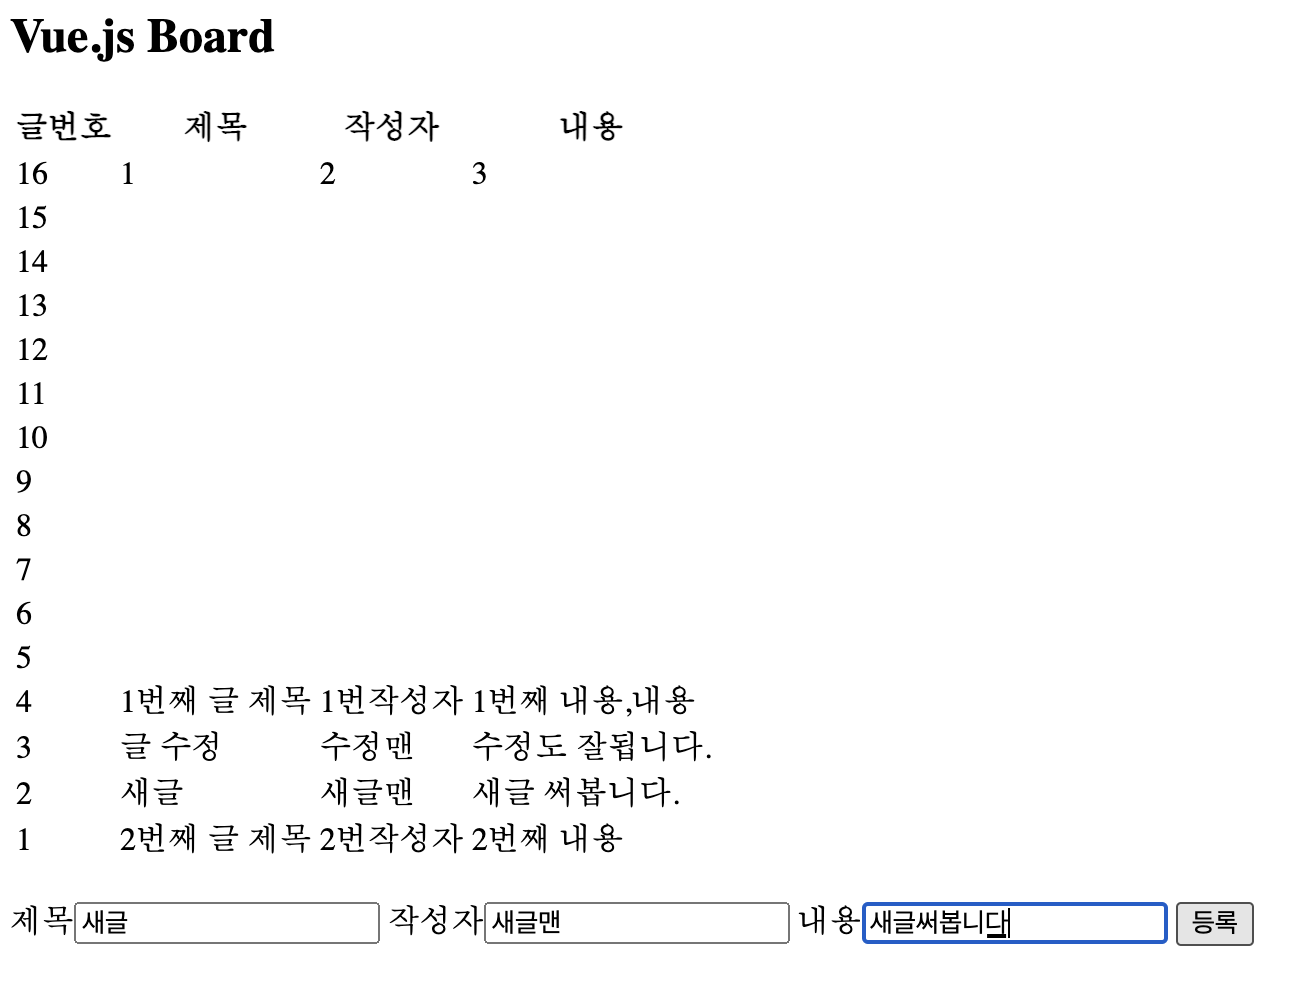 Vue.js Board
글번호 제목 작성자 내용
16 1 2 3
15
14
13
12
11
10
9
8
7
6
5
4 1번째 글 제목 1번작성자 1번째 내용,내용
3 글 수정 수정맨 수정도 잘됩니다.
2 새글 새글맨 새글 써봅니다.
1 2번째 글 제목 2번작성자 2번째 내용
제목 새글 작성자 새글맨 내용 새글써봅니다 등록